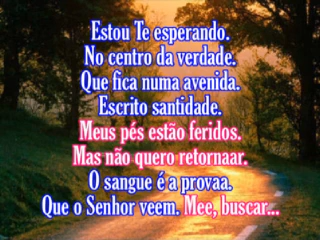 Estou Te esperando.
No centro da verdade.
Que fica numa avenida.
Escrito santidade.
Meus pés estão feridos.
Mas não quero retornaar.
O sangue é a provaa.
Que o Senhor veem. Mee, buscar...